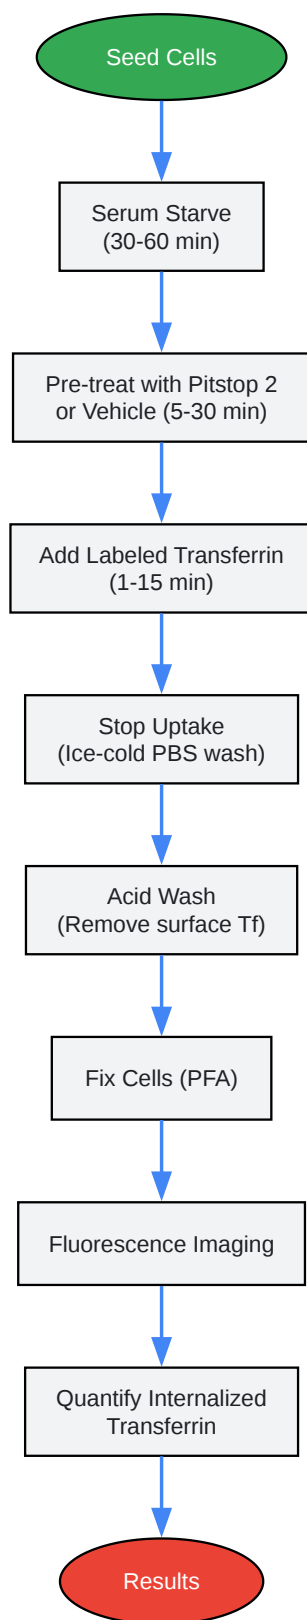 Seed Cells
Serum Starve
(30-60 min)
Pre-treat with Pitstop 2
or Vehicle (5-30 min)
Add Labeled Transferrin
(1-15 min)
Stop Uptake
(Ice-cold PBS wash)
Acid Wash
(Remove surface Tf)
Fix Cells (PFA)
Fluorescence Imaging
Quantify Internalized
Transferrin
Results